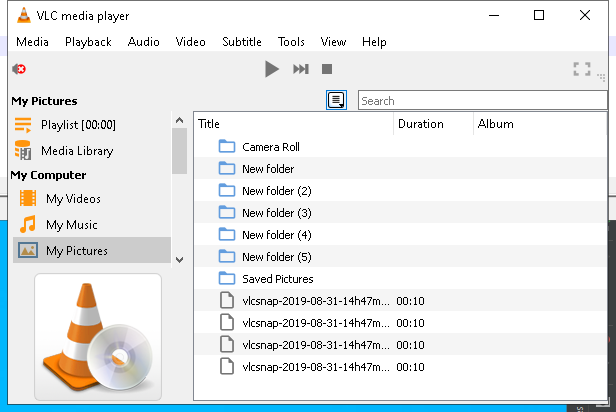 VLC media player
Media Playback Audio Video Subtitle Tools View Help
My Pictures
Search
Playlist [00:00]
Media Library
My Computer
My Videos
My Music
My Pictures
Title Duration Album
Camera Roll
New folder
New folder (2)
New folder (3)
New folder (4)
New folder (5)
Saved Pictures
vlcsnap-2019-08-31-14h47m... 00:10
vlcsnap-2019-08-31-14h47m... 00:10
vlcsnap-2019-08-31-14h47m... 00:10
vlcsnap-2019-08-31-14h47m... 00:10